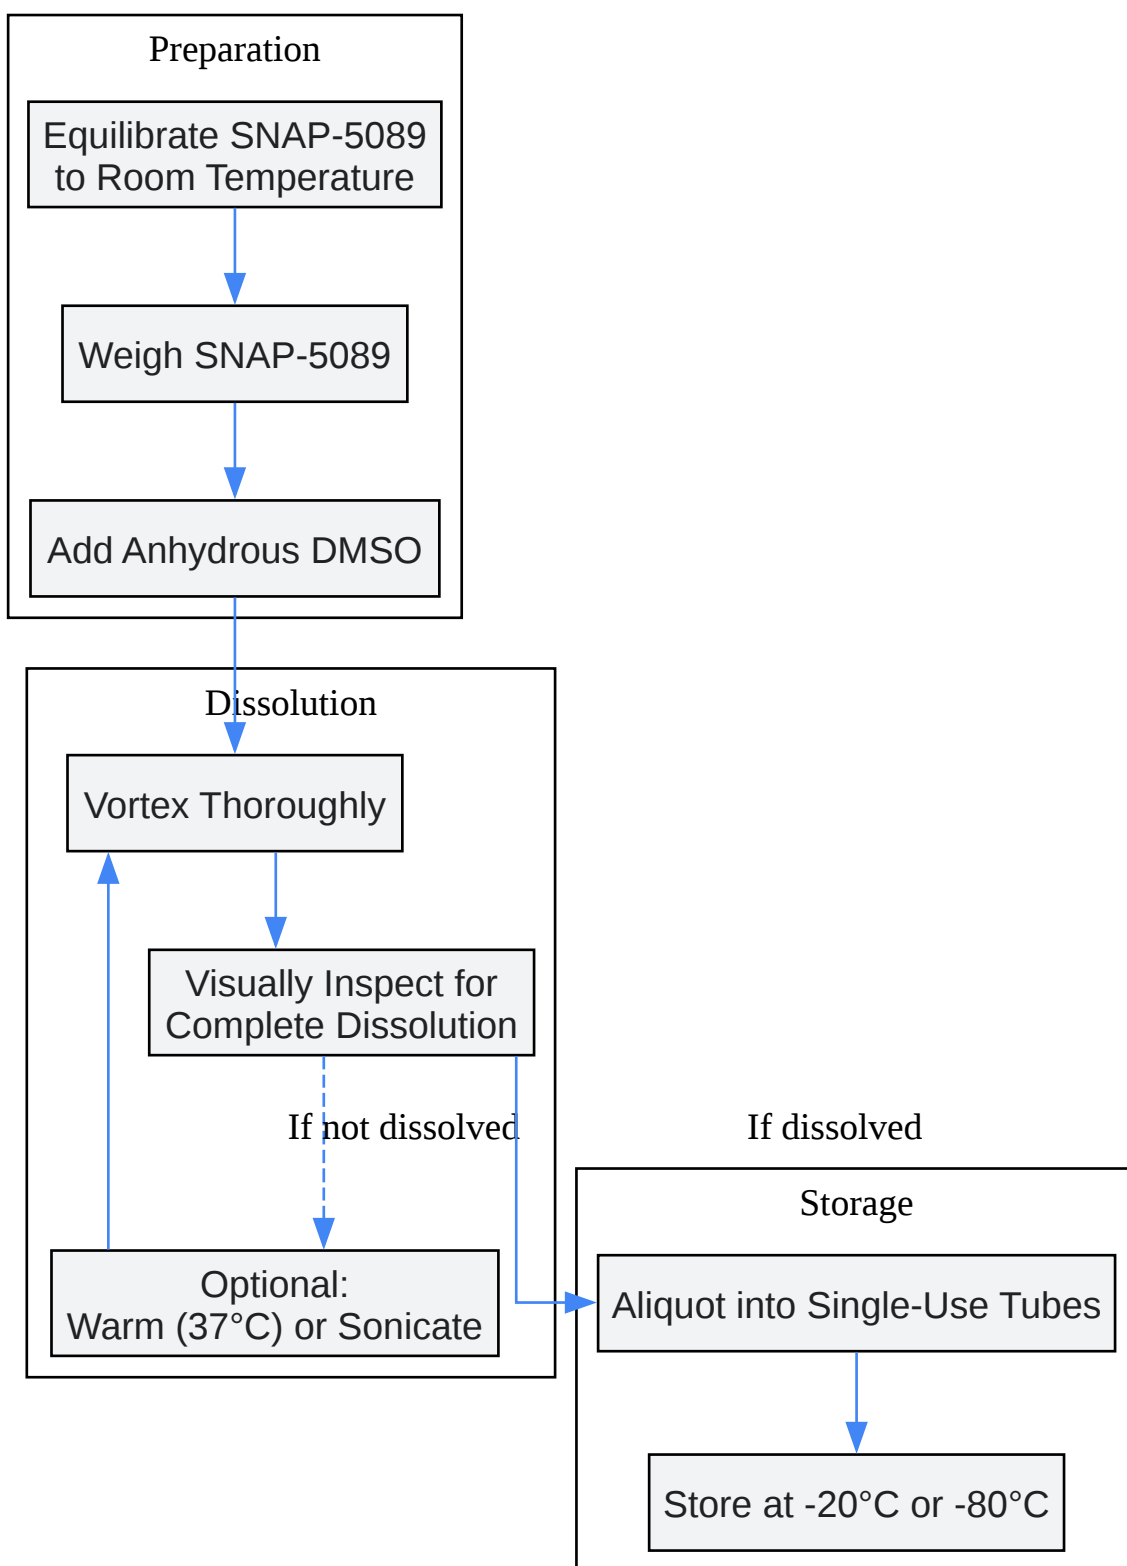 Preparation
Equilibrate SNAP-5089
to Room Temperature
Weigh SNAP-5089
Add Anhydrous DMSO
Dissolution
Vortex Thoroughly
Visually Inspect for
Complete Dissolution
If not dissolved
If dissolved
Optional:
Warm (37°C) or Sonicate
Storage
Aliquot into Single-Use Tubes
Store at -20°C or -80°C